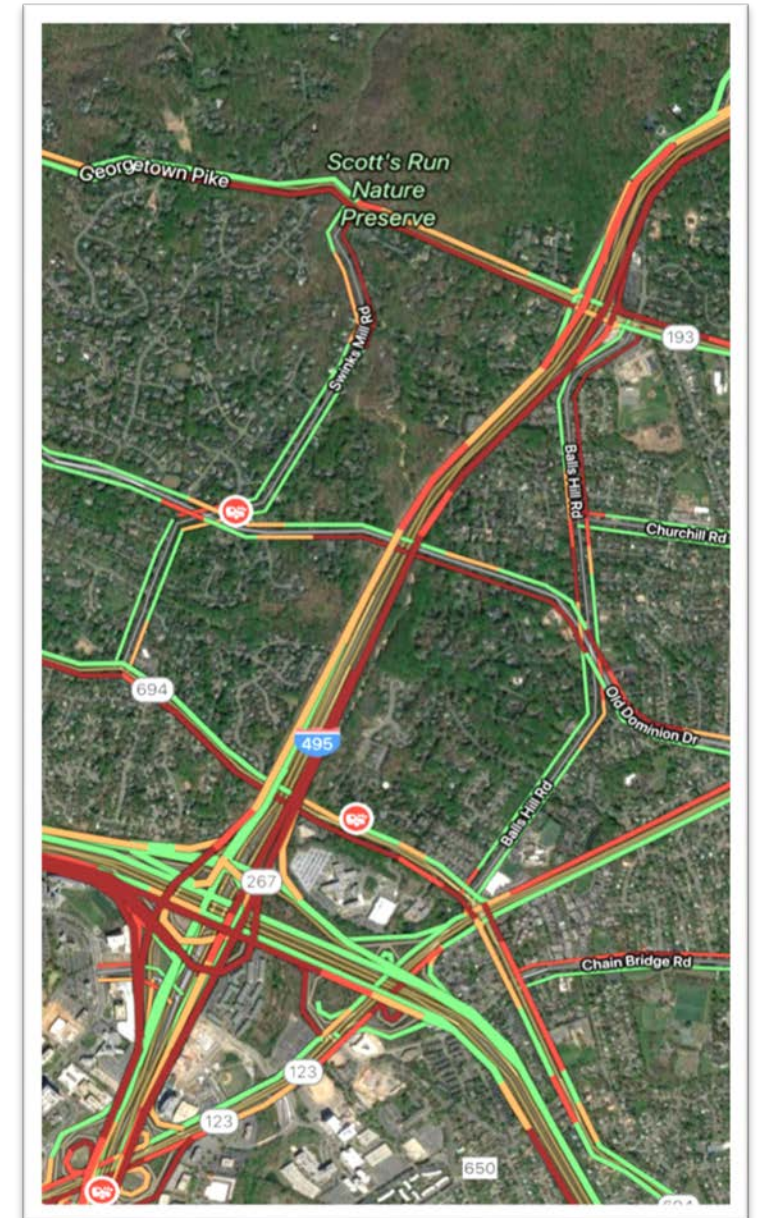 Scott's Run
Nature
Preserve
Georgetown Pike
193
Swinks Mill Rd
Balls Hill Rd
Churchill Rd
694
Old Dominion Dr
495
Balls Hill Rd
267
Chain Bridge Rd
123
123
650